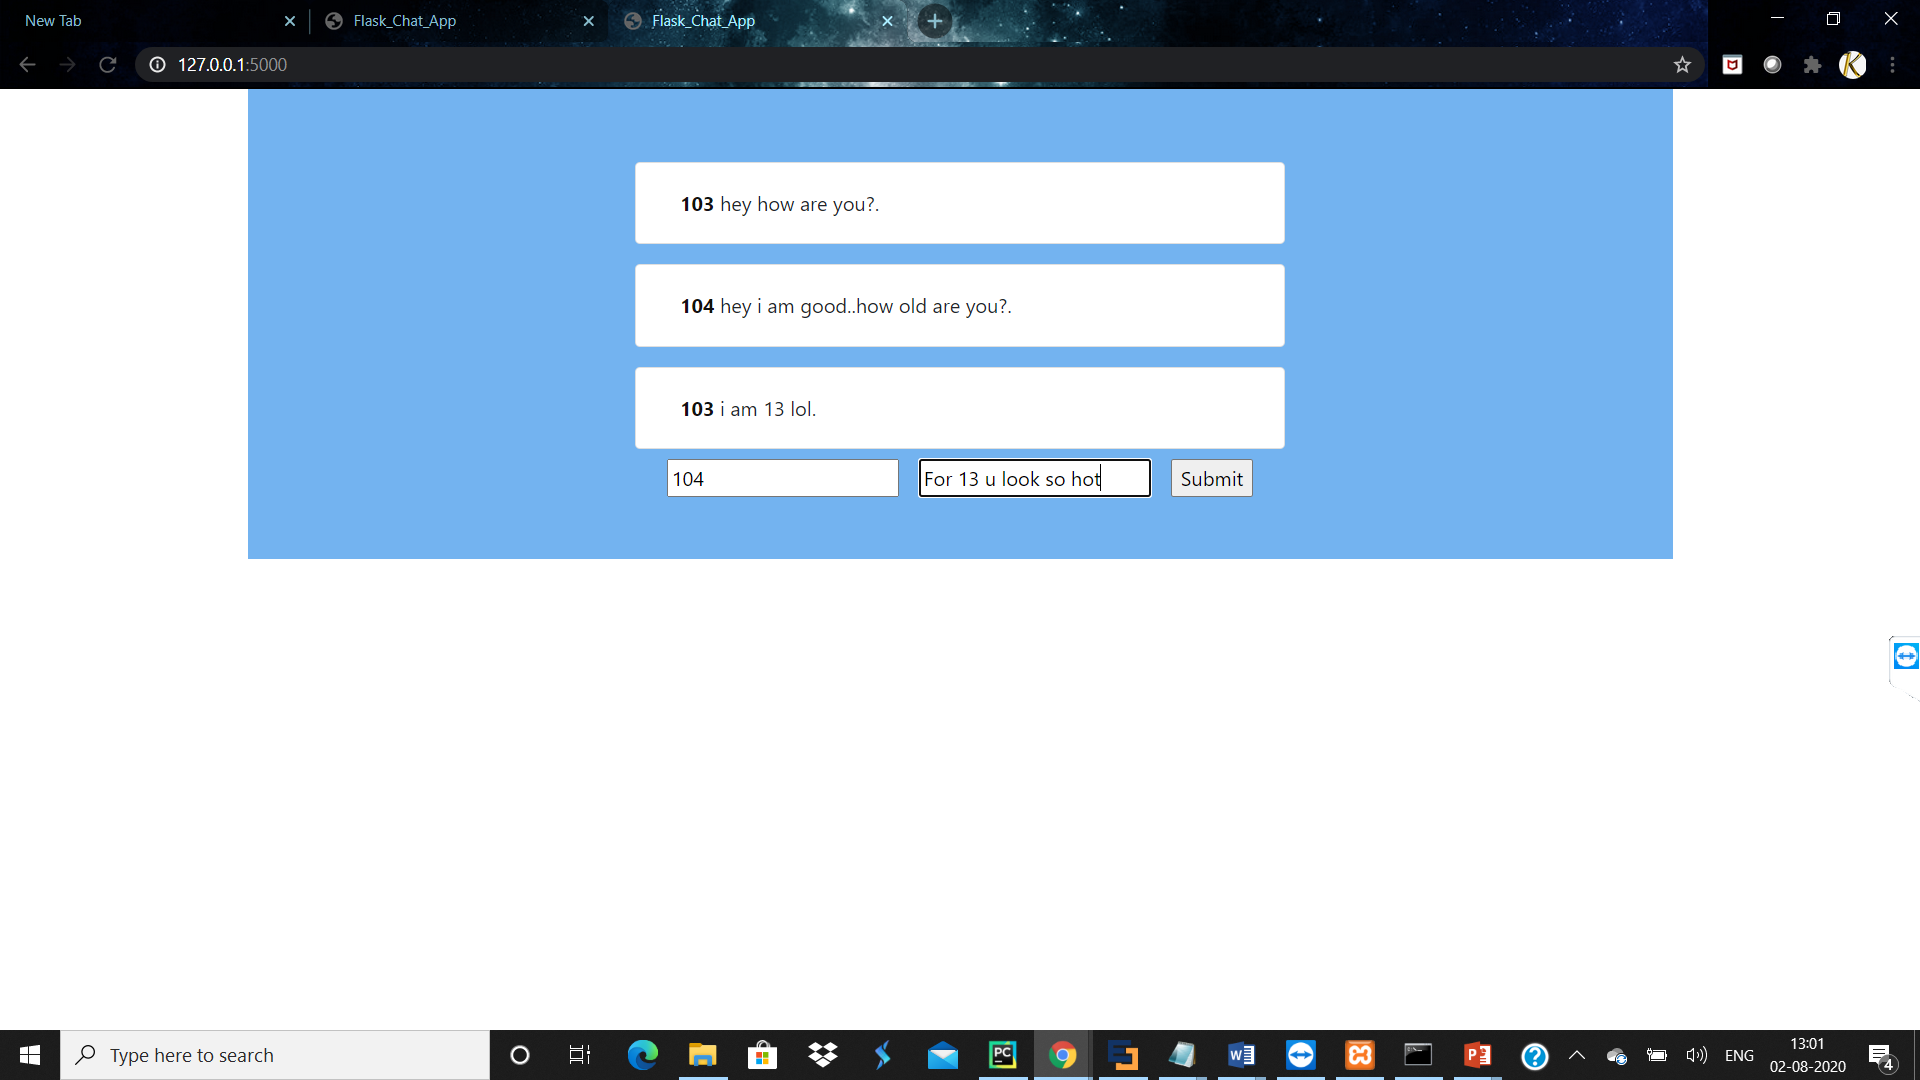 New Tab
Flask_Chat_App
Flask_Chat_App
127.0.0.1:5000
103 hey how are you?.
104 hey i am good..how old are you?.
103 i am 13 lol.
104
For 13 u look so hot
Submit
Type here to search
ENG
13:01
02-08-2020
4